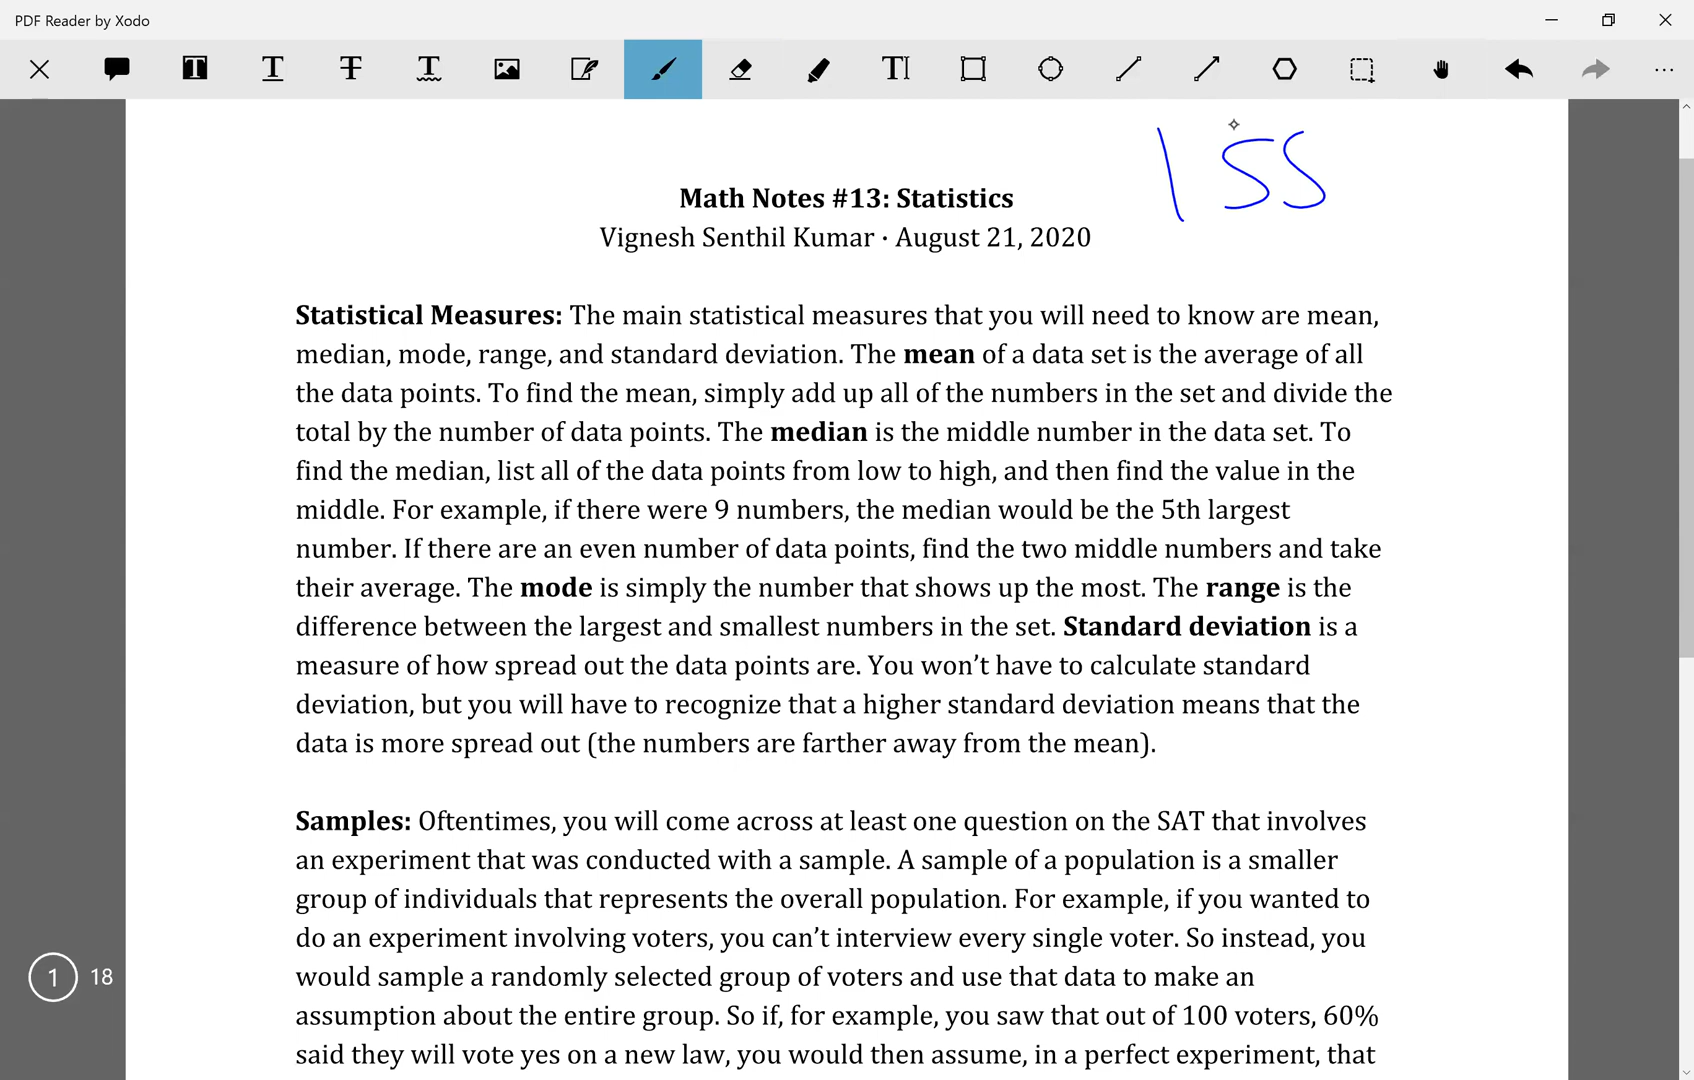 PDF Reader by Xodo
1 5 5
Math Notes #13: Statistics
Vignesh Senthil Kumar · August 21, 2020
Statistical Measures: The main statistical measures that you will need to know are mean,
median, mode, range, and standard deviation. The mean of a data set is the average of all
the data points. To find the mean, simply add up all of the numbers in the set and divide the
total by the number of data points. The median is the middle number in the data set. To
find the median, list all of the data points from low to high, and then find the value in the
middle. For example, if there were 9 numbers, the median would be the 5th largest
number. If there are an even number of data points, find the two middle numbers and take
their average. The mode is simply the number that shows up the most. The range is the
difference between the largest and smallest numbers in the set. Standard deviation is a
measure of how spread out the data points are. You won’t have to calculate standard
deviation, but you will have to recognize that a higher standard deviation means that the
data is more spread out (the numbers are farther away from the mean).
Samples: Oftentimes, you will come across at least one question on the SAT that involves
an experiment that was conducted with a sample. A sample of a population is a smaller
group of individuals that represents the overall population. For example, if you wanted to
do an experiment involving voters, you can’t interview every single voter. So instead, you
would sample a randomly selected group of voters and use that data to make an
assumption about the entire group. So if, for example, you saw that out of 100 voters, 60%
said they will vote yes on a new law, you would then assume, in a perfect experiment, that
1 18